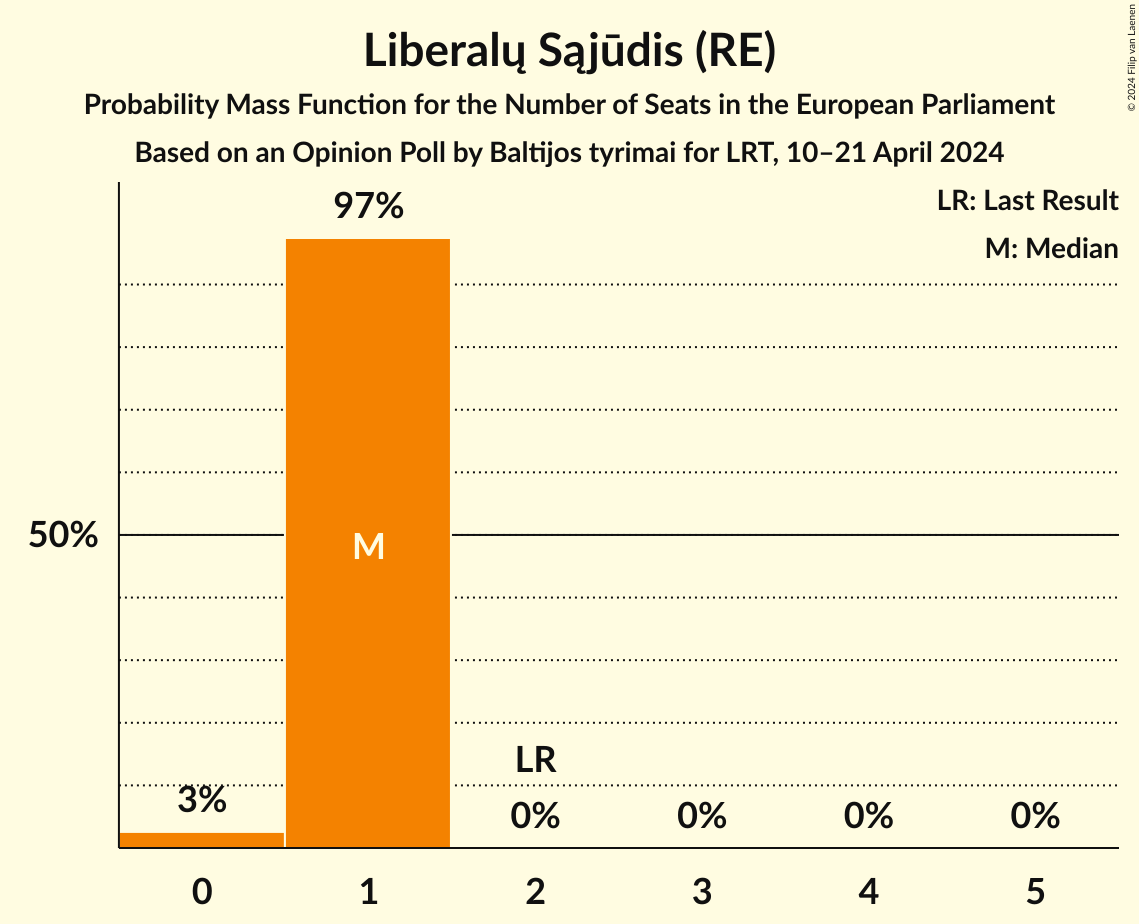 Liberalų Sąjūdis (RE)
Probability Mass Function for the Number of Seats in the European Parliament
Based on an Opinion Poll by Baltijos tyrimai for LRT, 10–21 April 2024
© 2024 Filip van Laenen
LR: Last Result
M: Median
97%
50%
M
LR
3%
0%
0%
0%
0%
0
1
2
3
4
5